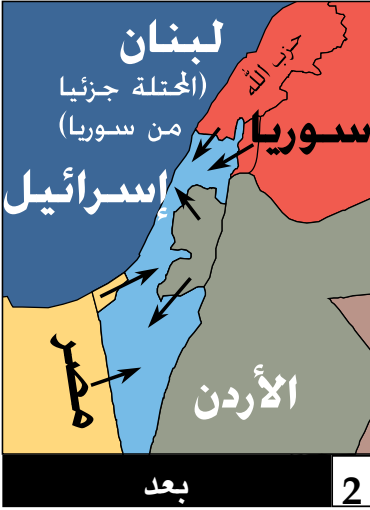 لبنان
(المحتلة جزئيا
من سوريا)
حزب الله
سوريا
إسرائيل
مصر
الأردن
بعد
2